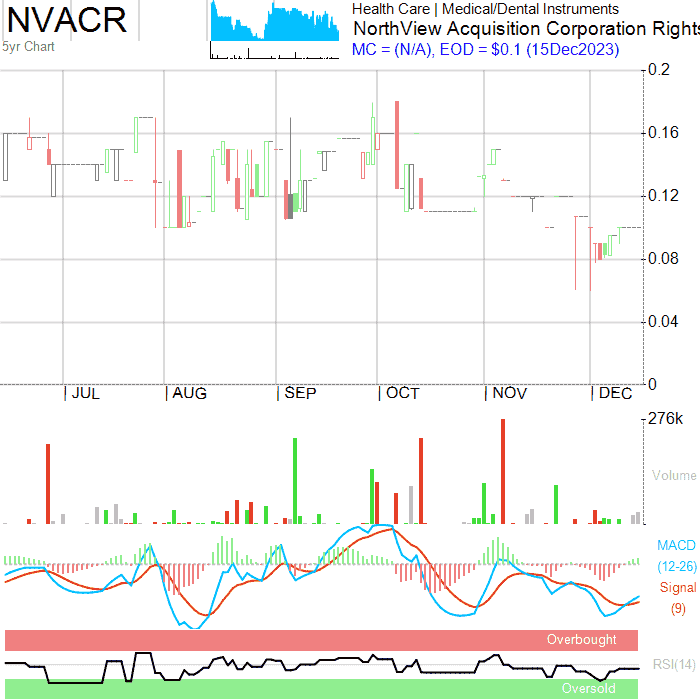 NVACR
5yr Chart
Health Care | Medical/Dental Instruments
NorthView Acquisition Corporation Rights
MC = (N/A), EOD = $0.1 (15Dec2023)
0.2
0.16
0.12
0.08
0.04
0
| JUL | AUG | SEP | OCT | NOV | DEC
276k
Volume
MACD
(12-26)
Signal
(9)
Overbought
RSI(14)
Oversold